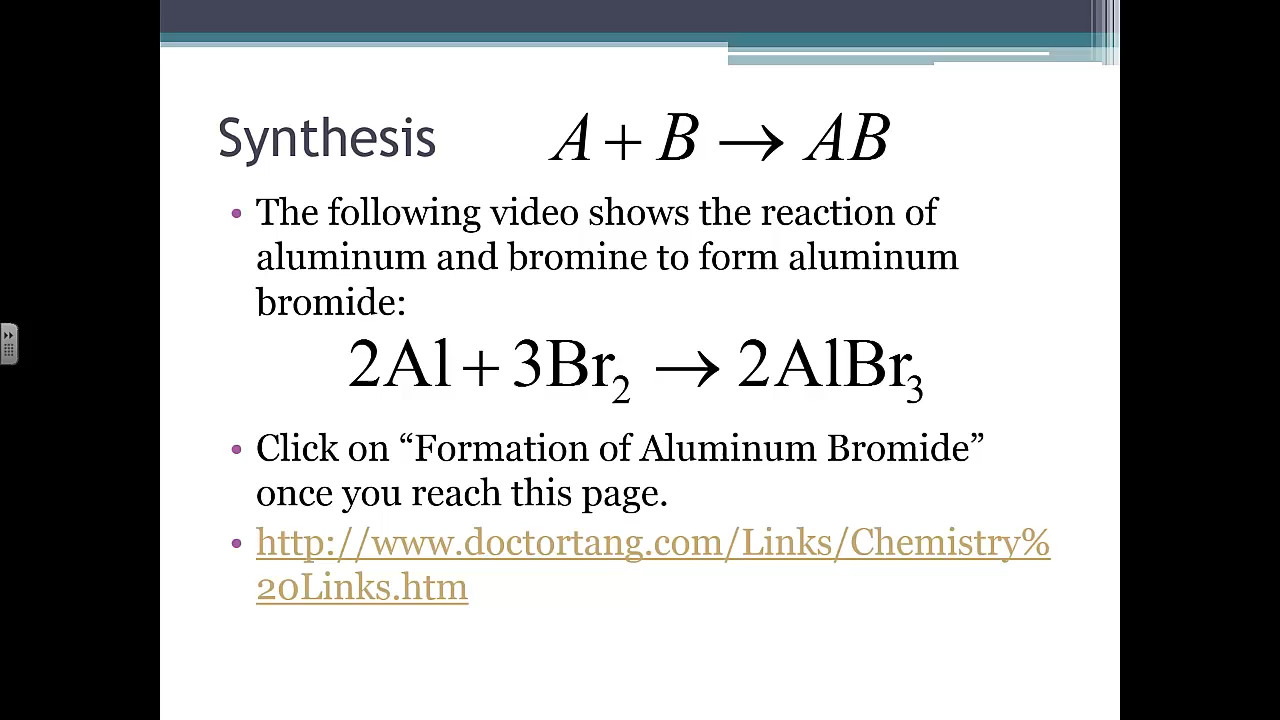 Synthesis A + B → AB
• The following video shows the reaction of
aluminum and bromine to form aluminum
bromide:
2Al + 3Br₂ → 2AlBr₃
• Click on “Formation of Aluminum Bromide”
once you reach this page.
• http://www.doctortang.com/Links/Chemistry%
20Links.htm